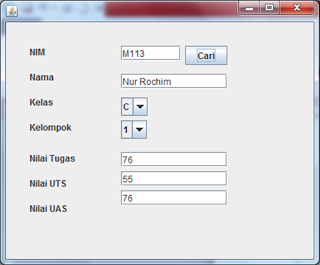 NIM M113 Cari
Nama Nur Rochim
Kelas C
Kelompok 1
Nilai Tugas 76
Nilai UTS 55
Nilai UAS 76